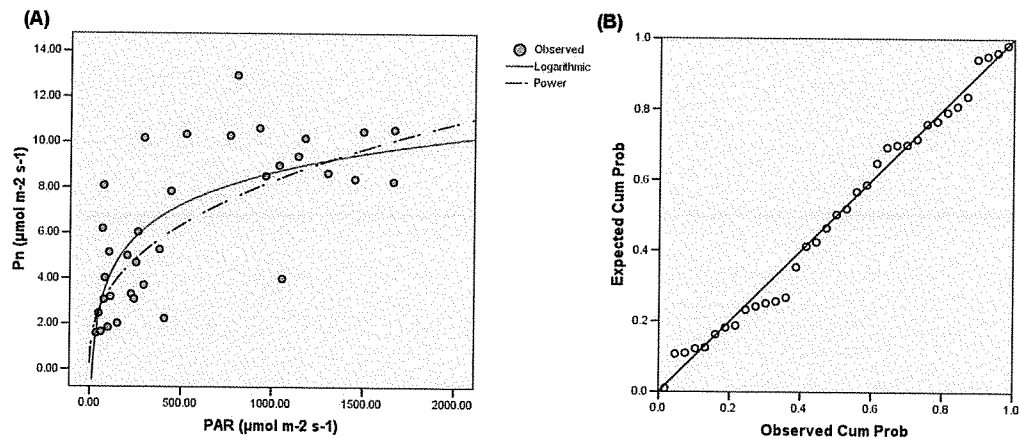 (A)
14.00
12.00
10.00
8.00
6.00
4.00
2.00
0.00
Pn (µmol m-2 s-1)
0.00 500.00 1000.00 1500.00 2000.00
PAR (µmol m-2 s-1)
Observed
Logarithmic
Power
(B)
1.0
0.8
0.6
0.4
0.2
0.0
Expected Cum Prob
0.0 0.2 0.4 0.6 0.8 1.0
Observed Cum Prob